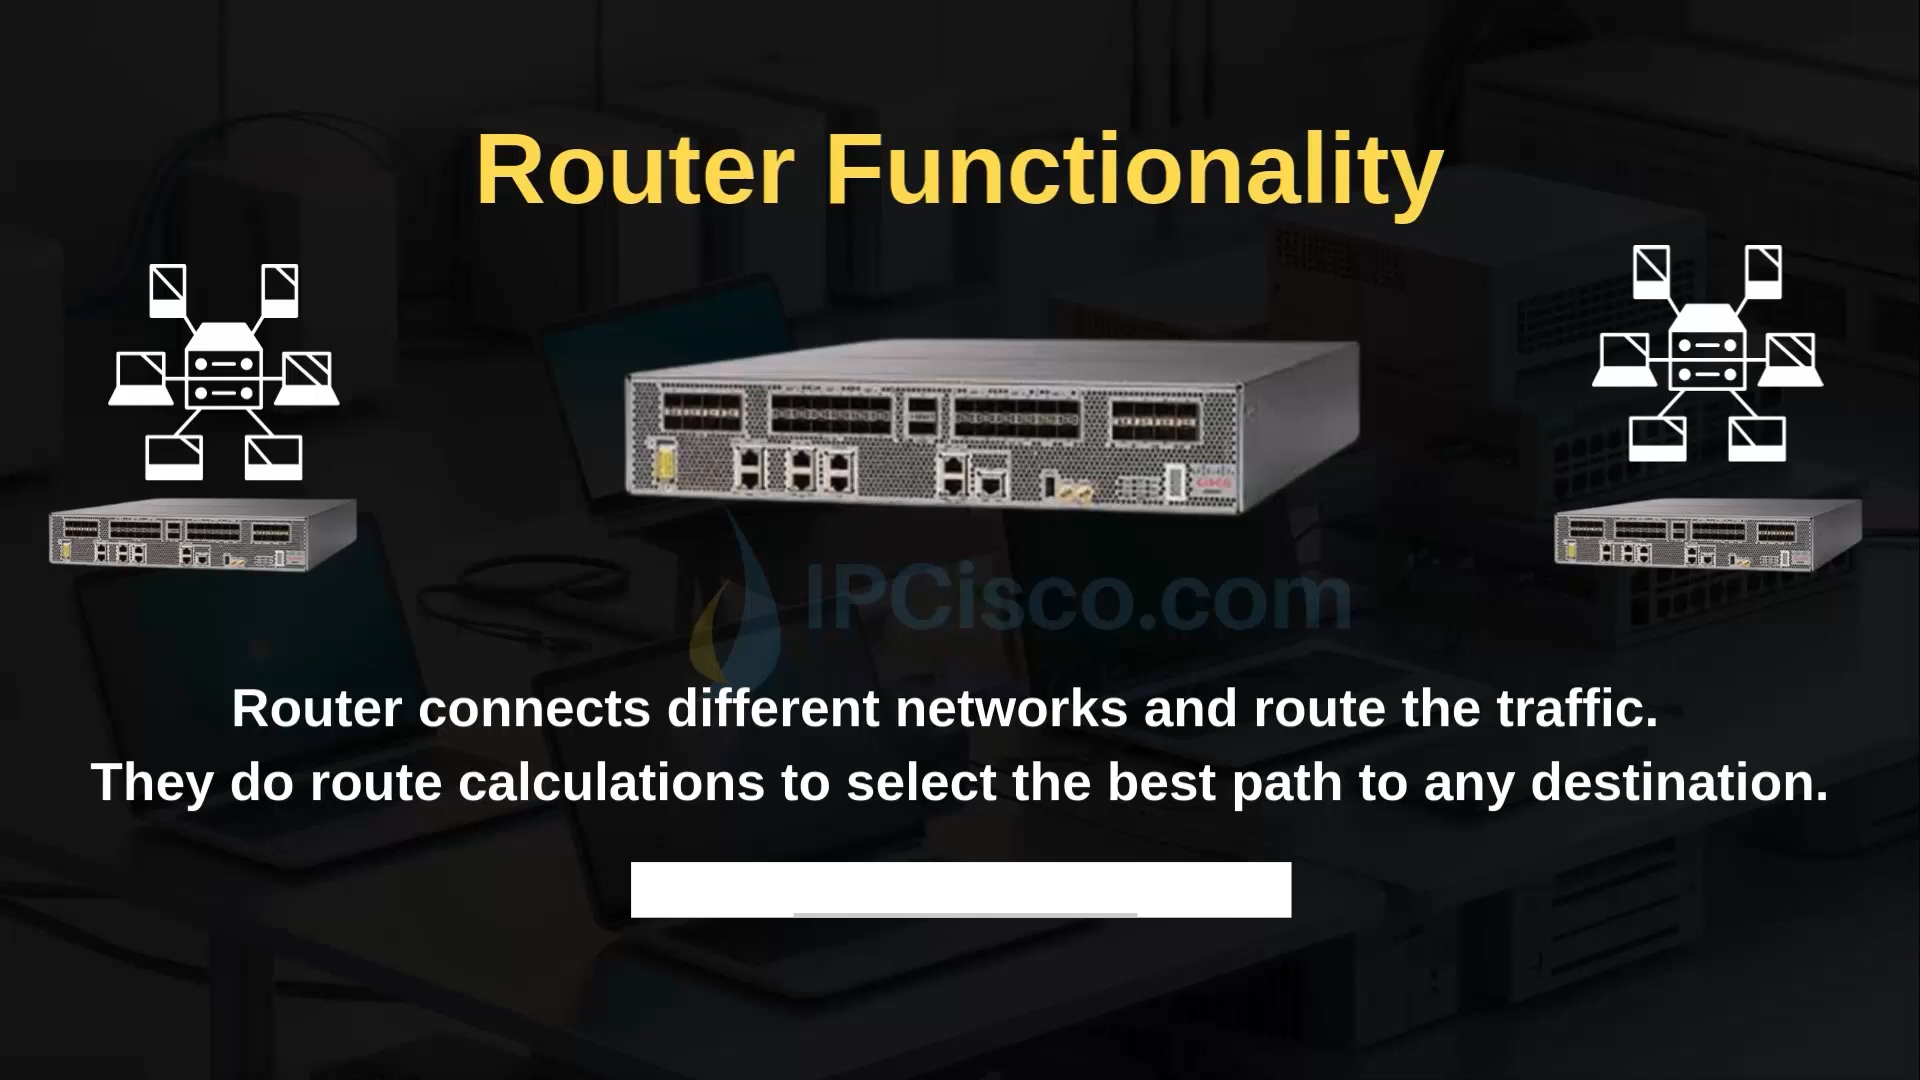 Router Functionality
CISCO
IPCisco.com
Router connects different networks and route the traffic.
They do route calculations to select the best path to any destination.